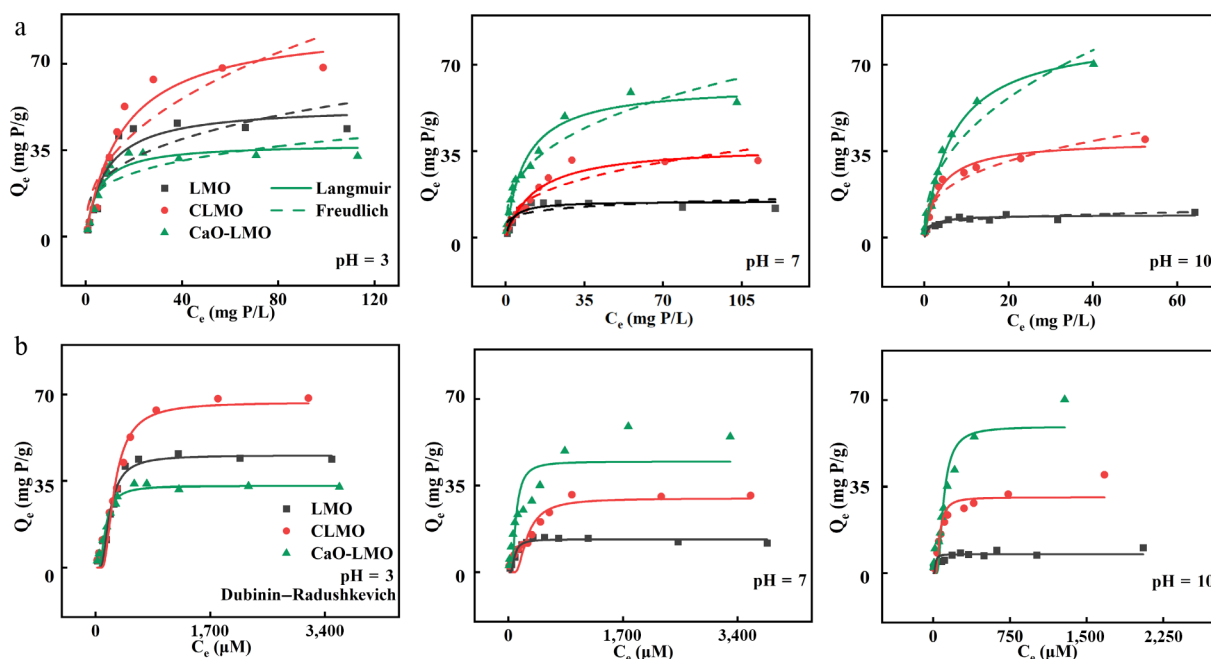 a
Qe (mg P/g)
70
35
0
LMO
CLMO
CaO-LMO
Langmuir
Freudlich
pH = 3
0 40 80 120
Ce (mg P/L)
Qe (mg P/g)
70
35
0
pH = 7
0 35 70 105
Ce (mg P/L)
Qe (mg P/g)
70
35
0
pH = 10
0 20 40 60
Ce (mg P/L)
b
Qe (mg P/g)
70
35
0
LMO
CLMO
CaO-LMO
pH = 3
Dubinin–Radushkevich
0 1,700 3,400
Ce (µM)
Qe (mg P/g)
70
35
0
pH = 7
0 1,700 3,400
Ce (µM)
Qe (mg P/g)
70
35
0
pH = 10
0 750 1,500 2,250
Ce (µM)